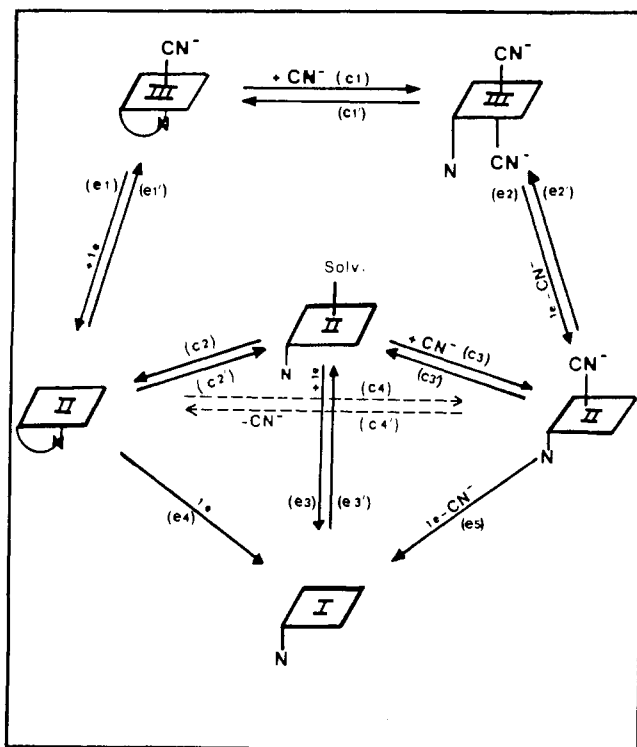 CN⁻ CN⁻
III + CN⁻ (c1) III
(c1')
N CN⁻
N
(e1) (e1') (e2) (e2')
+1e 1e-CN⁻
Solv.
II
(c2) + CN⁻ (c3)
(c2') N (c3') CN⁻
II +1e (c4) II
N -CN⁻ (c4') N
1e (e3) (e3') 1e-CN⁻
(e4) (e5)
I
N